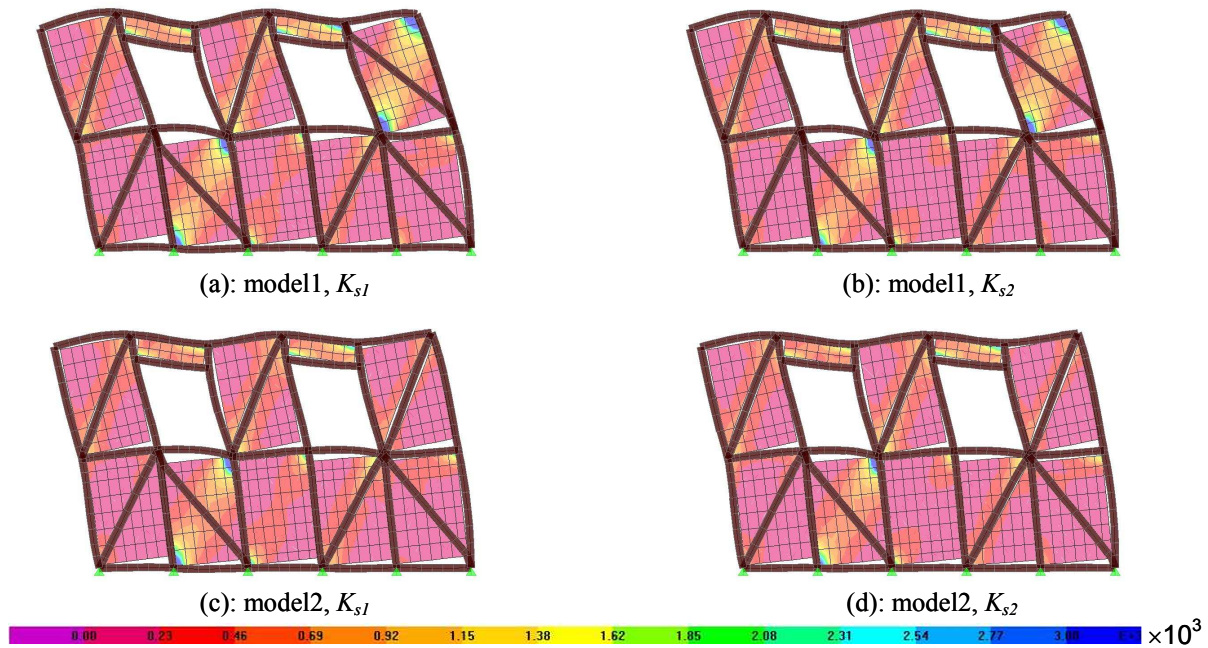 (a): model1, Ks1
(b): model1, Ks2
(c): model2, Ks1
(d): model2, Ks2
0.00 0.23 0.46 0.69 0.92 1.15 1.38 1.62 1.85 2.08 2.31 2.54 2.77 3.00 E+3 ×10³